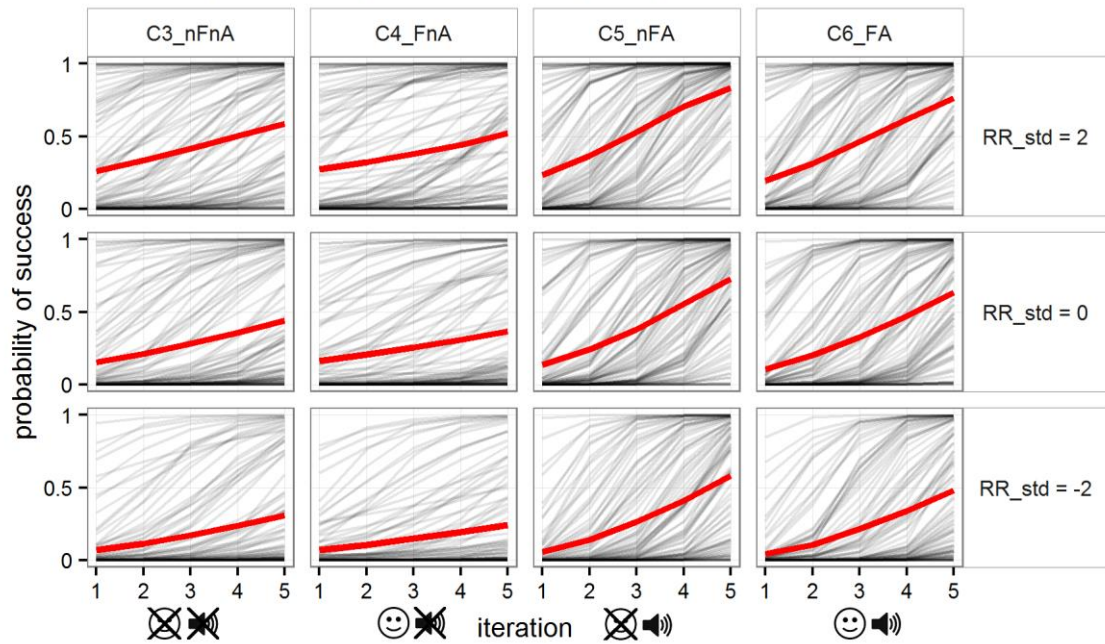 C3_nFnA C4_FnA C5_nFA C6_FA
probability of success
1
0.5
0
RR_std = 2
1
0.5
0
RR_std = 0
1
0.5
0
RR_std = -2
1 2 3 4 5 1 2 3 4 5 1 2 3 4 5 1 2 3 4 5
iteration